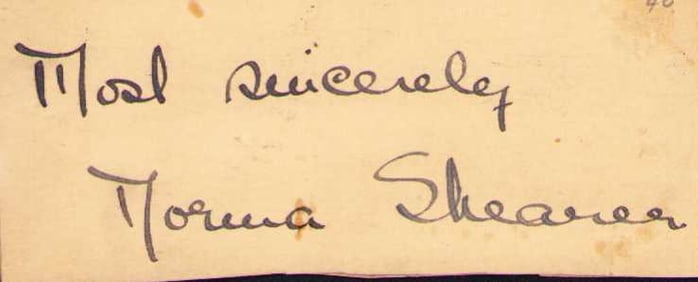 Most sincerely
Norma Shearer